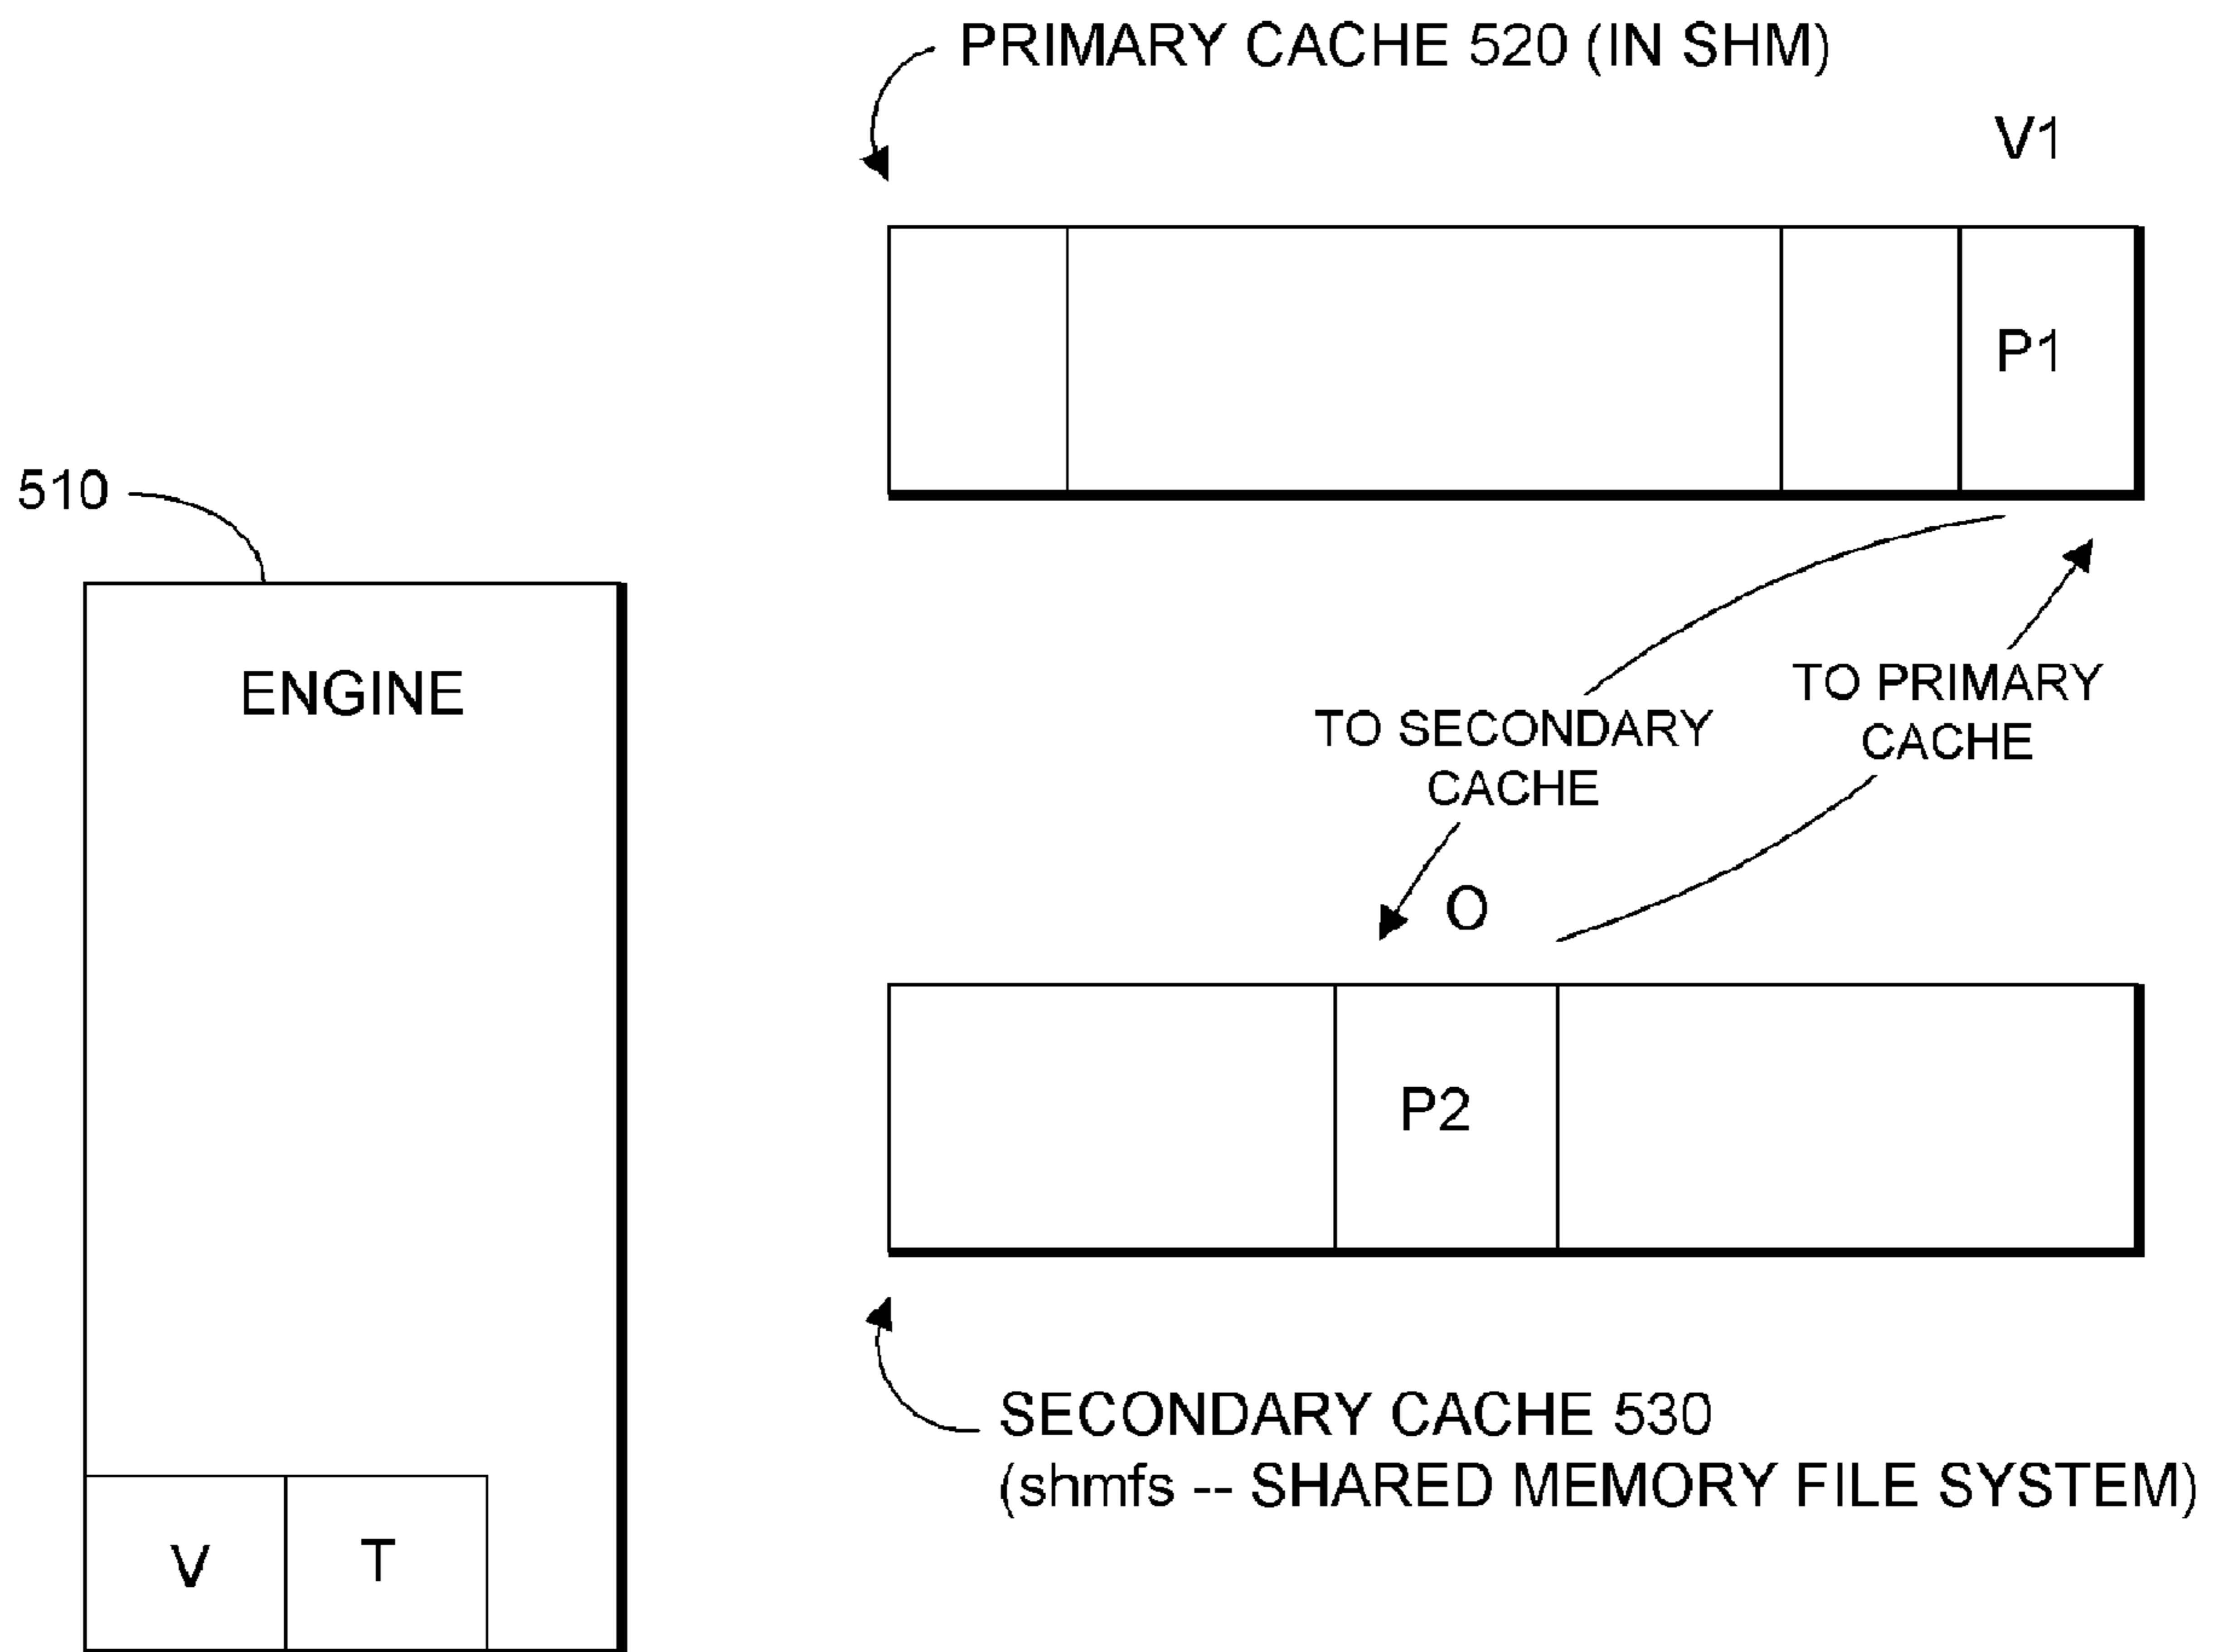 PRIMARY CACHE 520 (IN SHM)
V1
P1
510
ENGINE
TO PRIMARY
CACHE
TO SECONDARY
CACHE
O
P2
SECONDARY CACHE 530
(shmfs -- SHARED MEMORY FILE SYSTEM)
V
T